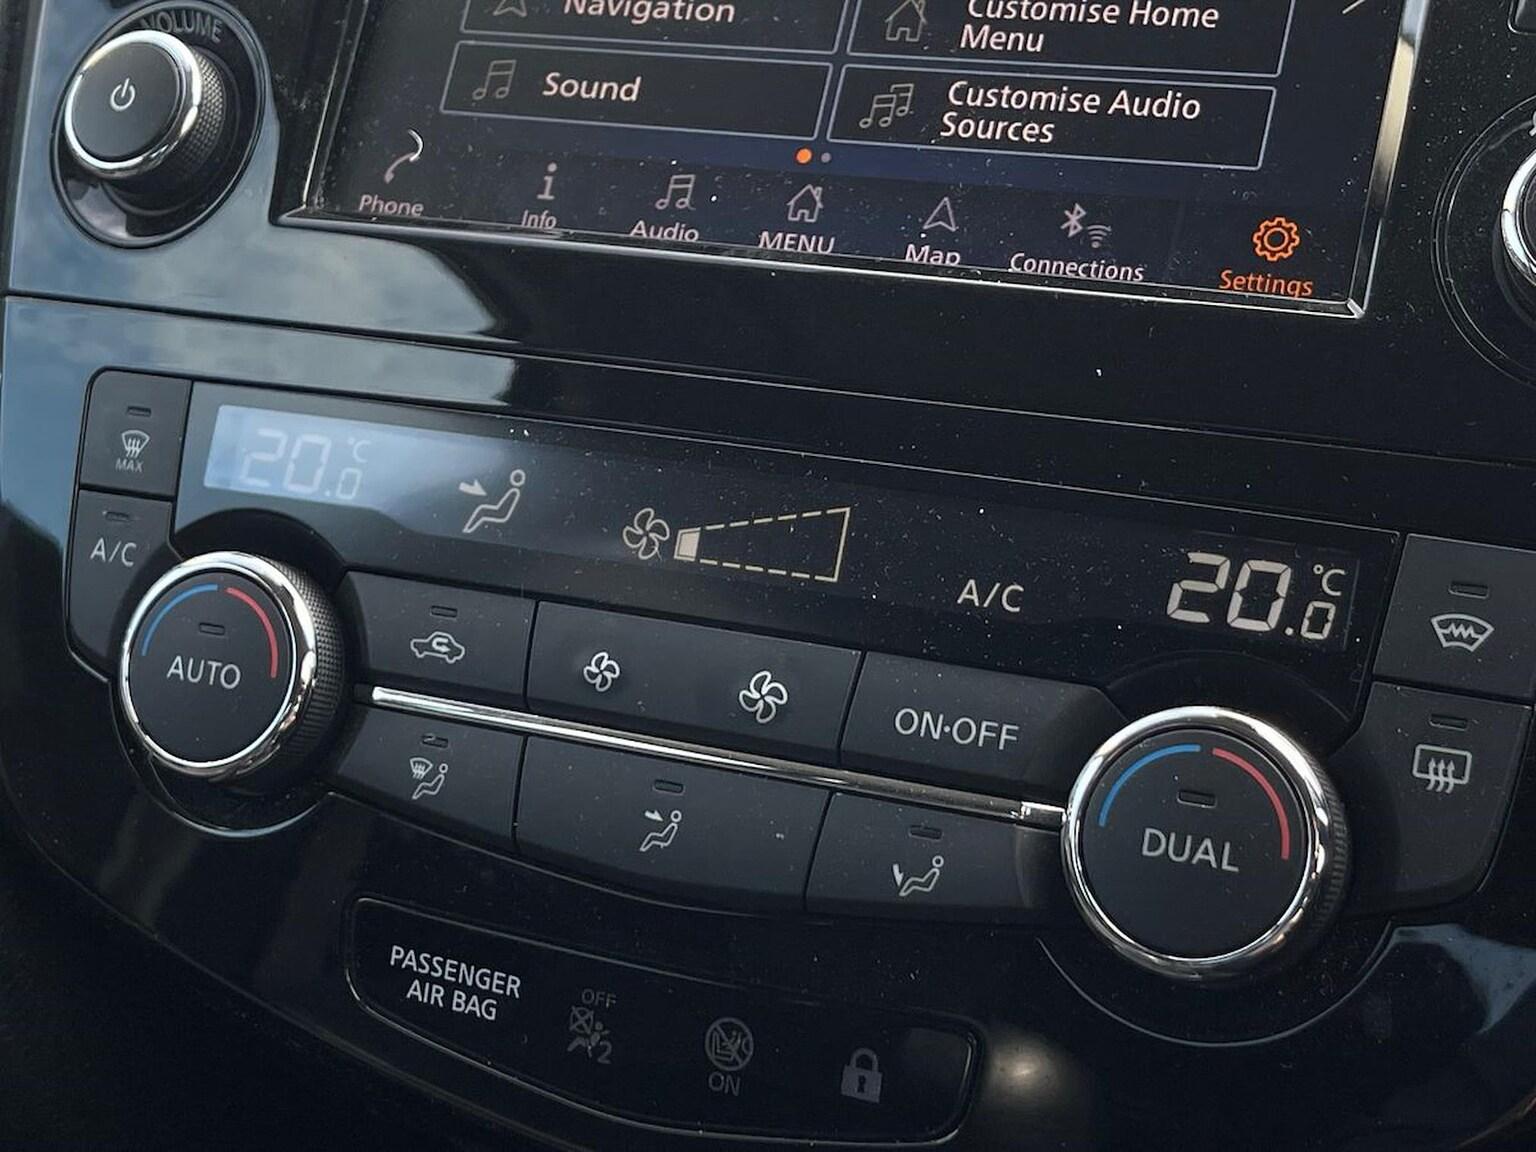 VOLUME
Navigation
Customise Home
Menu
Sound
Customise Audio
Sources
Phone
Info
Audio
MENU
Map
Connections
Settings
MAX
20.0 °C
A/C
A/C
20.0 °C
AUTO
ON·OFF
DUAL
PASSENGER
AIR BAG
OFF
2
ON